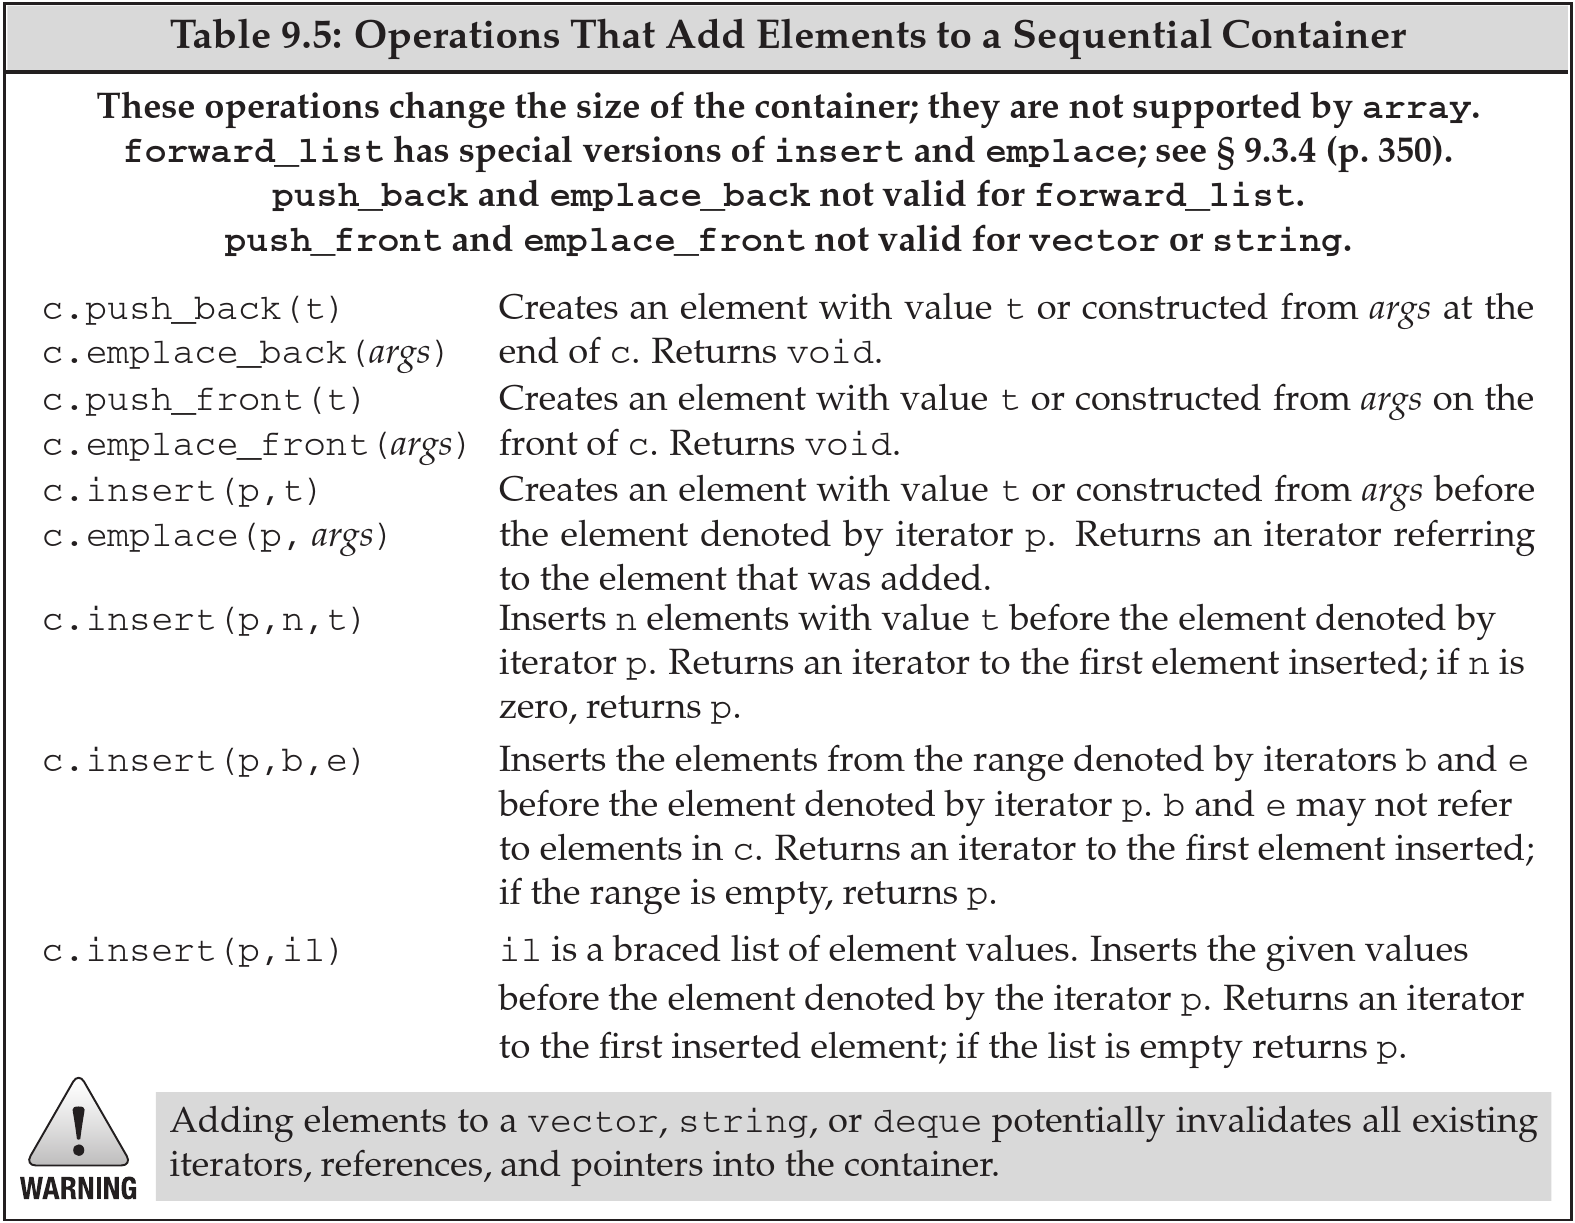 Table 9.5: Operations That Add Elements to a Sequential Container
These operations change the size of the container; they are not supported by array.
forward_list has special versions of insert and emplace; see § 9.3.4 (p. 350).
push_back and emplace_back not valid for forward_list.
push_front and emplace_front not valid for vector or string.
c.push_back(t) Creates an element with value t or constructed from args at the
c.emplace_back(args) end of c. Returns void.
c.push_front(t) Creates an element with value t or constructed from args on the
c.emplace_front(args) front of c. Returns void.
c.insert(p,t) Creates an element with value t or constructed from args before
c.emplace(p, args) the element denoted by iterator p. Returns an iterator referring
to the element that was added.
c.insert(p,n,t) Inserts n elements with value t before the element denoted by
iterator p. Returns an iterator to the first element inserted; if n is
zero, returns p.
c.insert(p,b,e) Inserts the elements from the range denoted by iterators b and e
before the element denoted by iterator p. b and e may not refer
to elements in c. Returns an iterator to the first element inserted;
if the range is empty, returns p.
c.insert(p,il) il is a braced list of element values. Inserts the given values
before the element denoted by the iterator p. Returns an iterator
to the first inserted element; if the list is empty returns p.
Adding elements to a vector, string, or deque potentially invalidates all existing
iterators, references, and pointers into the container.
WARNING